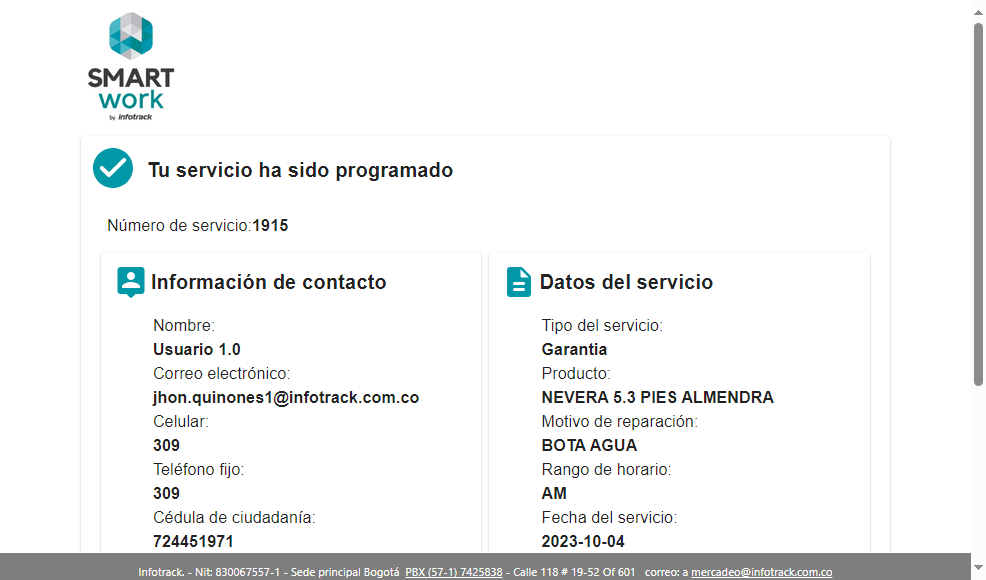 SMART
work
by infotrack
Tu servicio ha sido programado
Número de servicio:1915
Información de contacto
Nombre:
Usuario 1.0
Correo electrónico:
jhon.quinones1@infotrack.com.co
Celular:
309
Teléfono fijo:
309
Cédula de ciudadanía:
724451971
Datos del servicio
Tipo del servicio:
Garantia
Producto:
NEVERA 5.3 PIES ALMENDRA
Motivo de reparación:
BOTA AGUA
Rango de horario:
AM
Fecha del servicio:
2023-10-04
Infotrack. - Nit: 830067557-1 - Sede principal Bogotá PBX (57-1) 7425838 - Calle 118 # 19-52 Of 601 correo: a mercadeo@infotrack.com.co